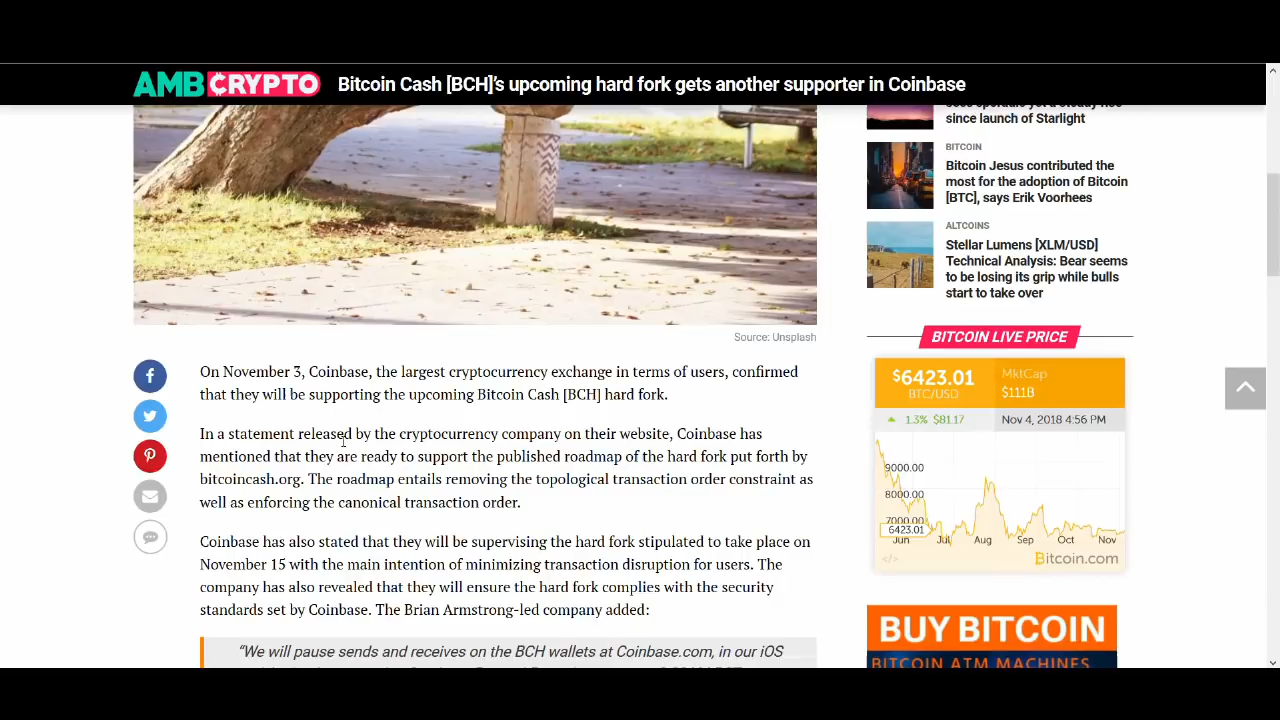 AMBCRYPTO
Bitcoin Cash [BCH]'s upcoming hard fork gets another supporter in Coinbase
since launch of Starlight
BITCOIN
Bitcoin Jesus contributed the
most for the adoption of Bitcoin
[BTC], says Erik Voorhees
ALTCOINS
Stellar Lumens [XLM/USD]
Technical Analysis: Bear seems
to be losing its grip while bulls
start to take over
Source: Unsplash
On November 3, Coinbase, the largest cryptocurrency exchange in terms of users, confirmed
that they will be supporting the upcoming Bitcoin Cash [BCH] hard fork.
In a statement released by the cryptocurrency company on their website, Coinbase has
mentioned that they are ready to support the published roadmap of the hard fork put forth by
bitcoincash.org. The roadmap entails removing the topological transaction order constraint as
well as enforcing the canonical transaction order.
Coinbase has also stated that they will be supervising the hard fork stipulated to take place on
November 15 with the main intention of minimizing transaction disruption for users. The
company has also revealed that they will ensure the hard fork complies with the security
standards set by Coinbase. The Brian Armstrong-led company added:
"We will pause sends and receives on the BCH wallets at Coinbase.com, in our iOS
BITCOIN LIVE PRICE
$6423.01
BTC/USD
MktCap
$111B
1.3% $81.17
Nov 4, 2018 4:56 PM
9000.00
8000.00
7000.00
6423.01
Jun Jul Aug Sep Oct Nov
</>
Bitcoin.com
BUY BITCOIN
BITCOIN ATM MACHINES